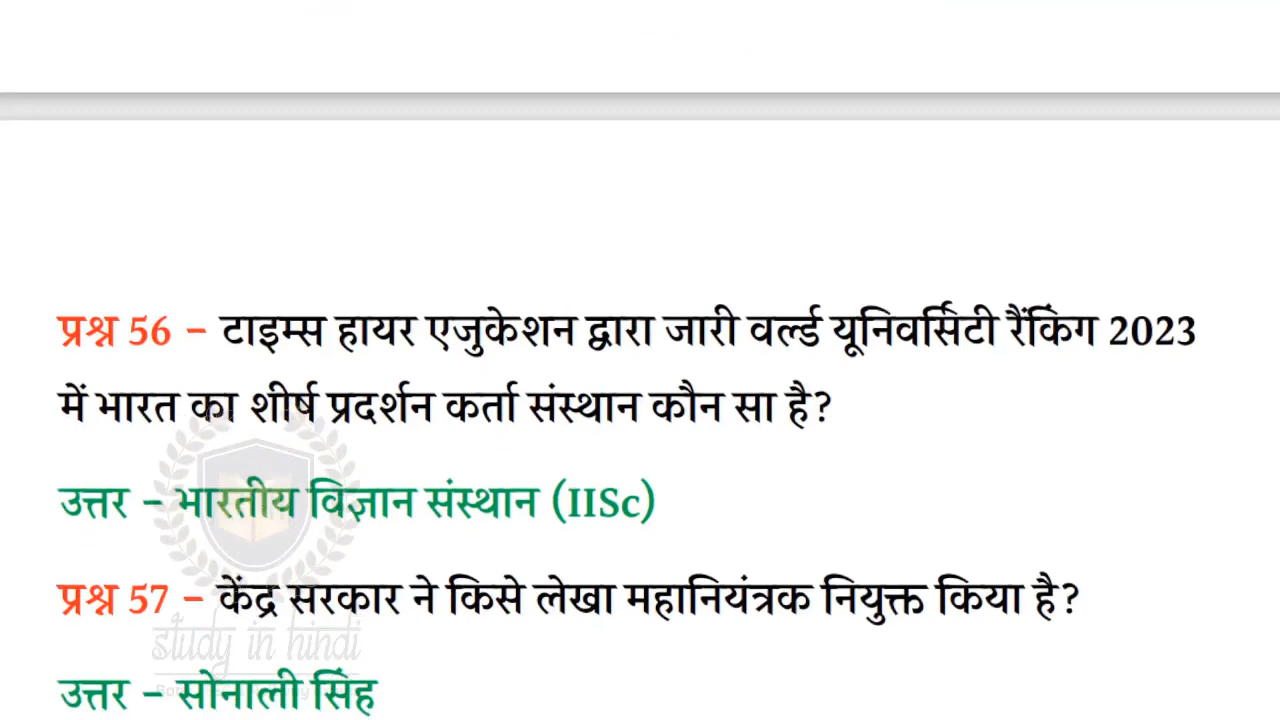 प्रश्न 56 – टाइम्स हायर एजुकेशन द्वारा जारी वर्ल्ड यूनिवर्सिटी रैंकिंग 2023
में भारत का शीर्ष प्रदर्शन कर्ता संस्थान कौन सा है?
उत्तर – भारतीय विज्ञान संस्थान (IISc)
प्रश्न 57 – केंद्र सरकार ने किसे लेखा महानियंत्रक नियुक्त किया है?
study in hindi
उत्तर – सोनाली सिंह